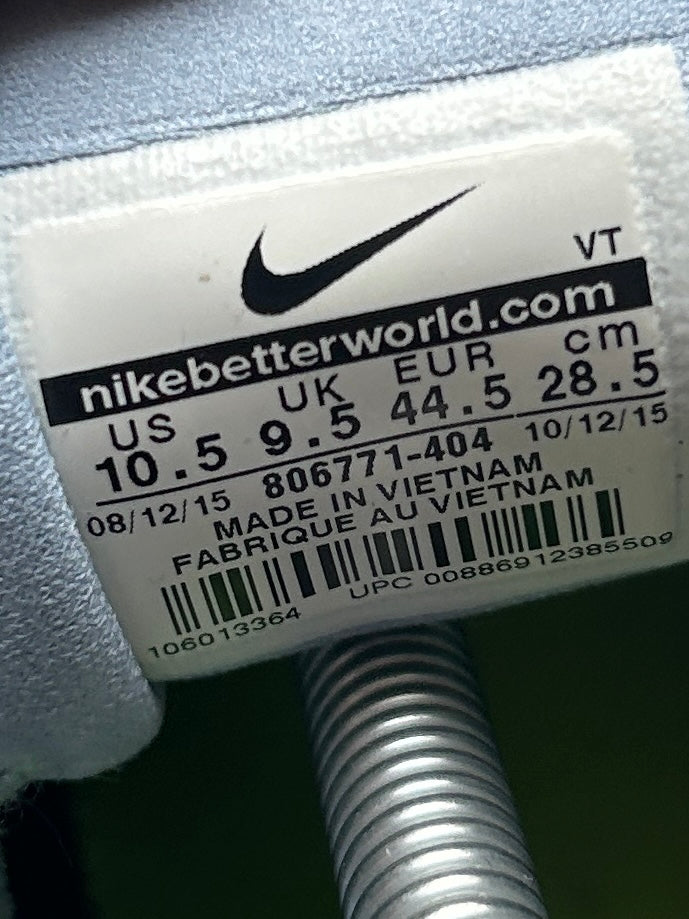 VT
nikebetterworld.com
US UK EUR cm
10.5 9.5 44.5 28.5
08/12/15 806771-404 10/12/15
MADE IN VIETNAM
FABRIQUE AU VIETNAM
106013364 UPC 00886912385509